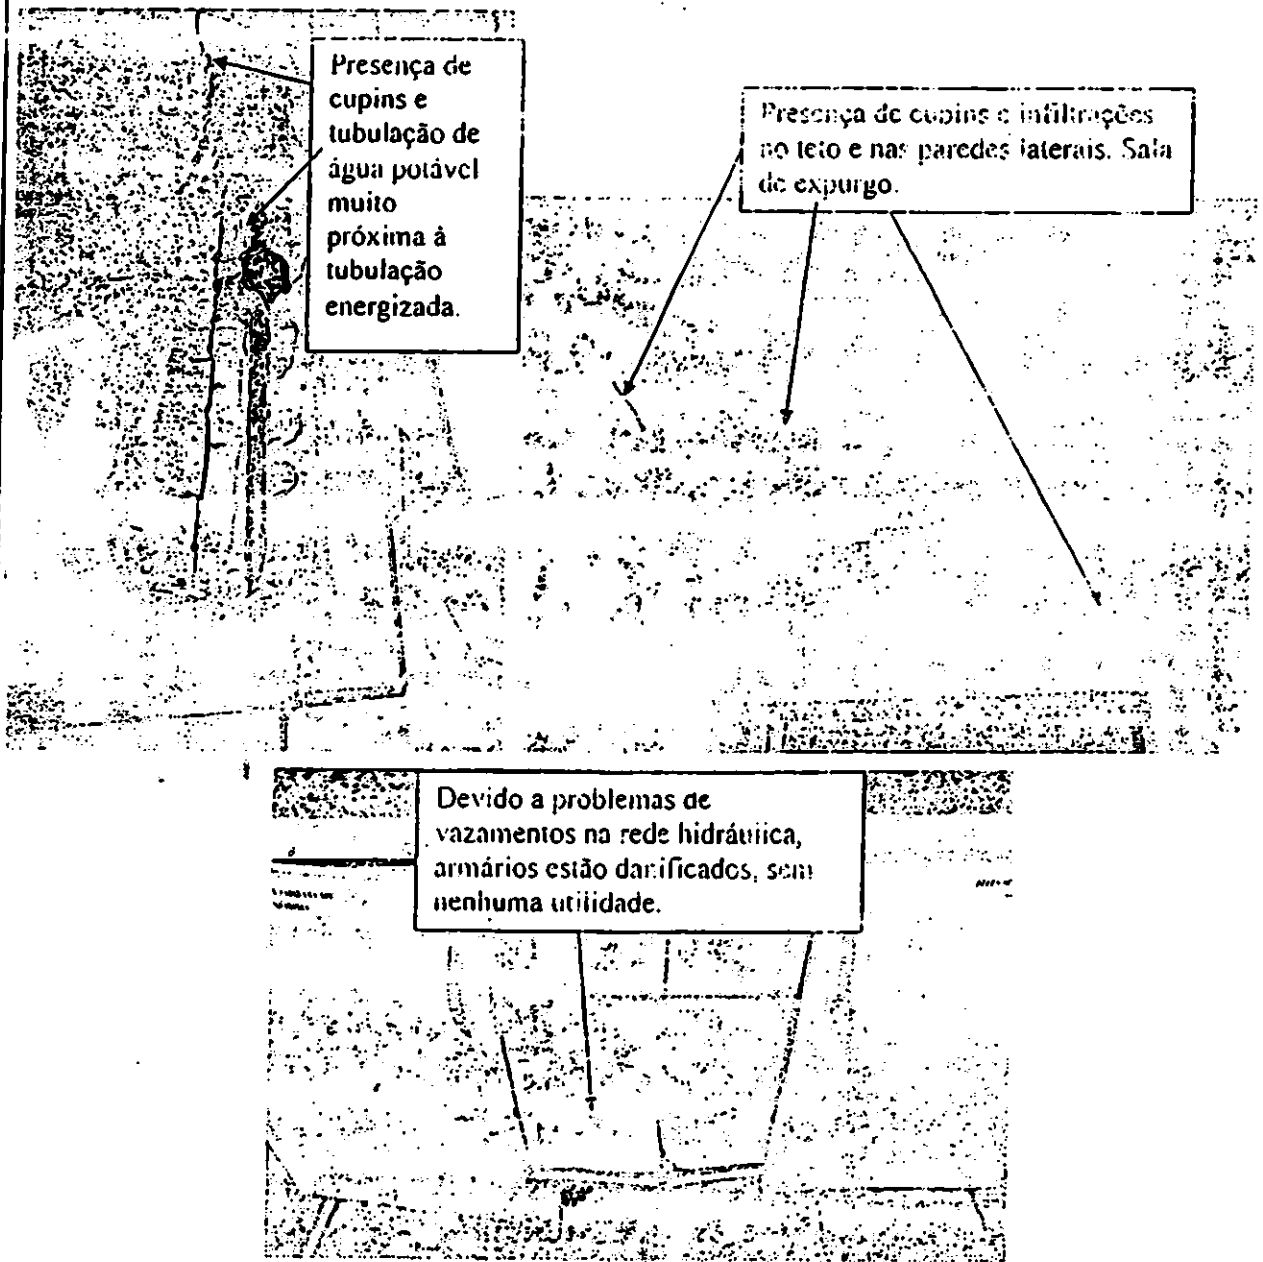 Presença de
cupins e
tubulação de
água potável
muito
próxima à
tubulação
energizada.
Presença de cupins e infiltrações
no teto e nas paredes laterais. Sala
de expurgo.
Devido a problemas de
vazamentos na rede hidráulica,
armários estão danificados, sem
nenhuma utilidade.